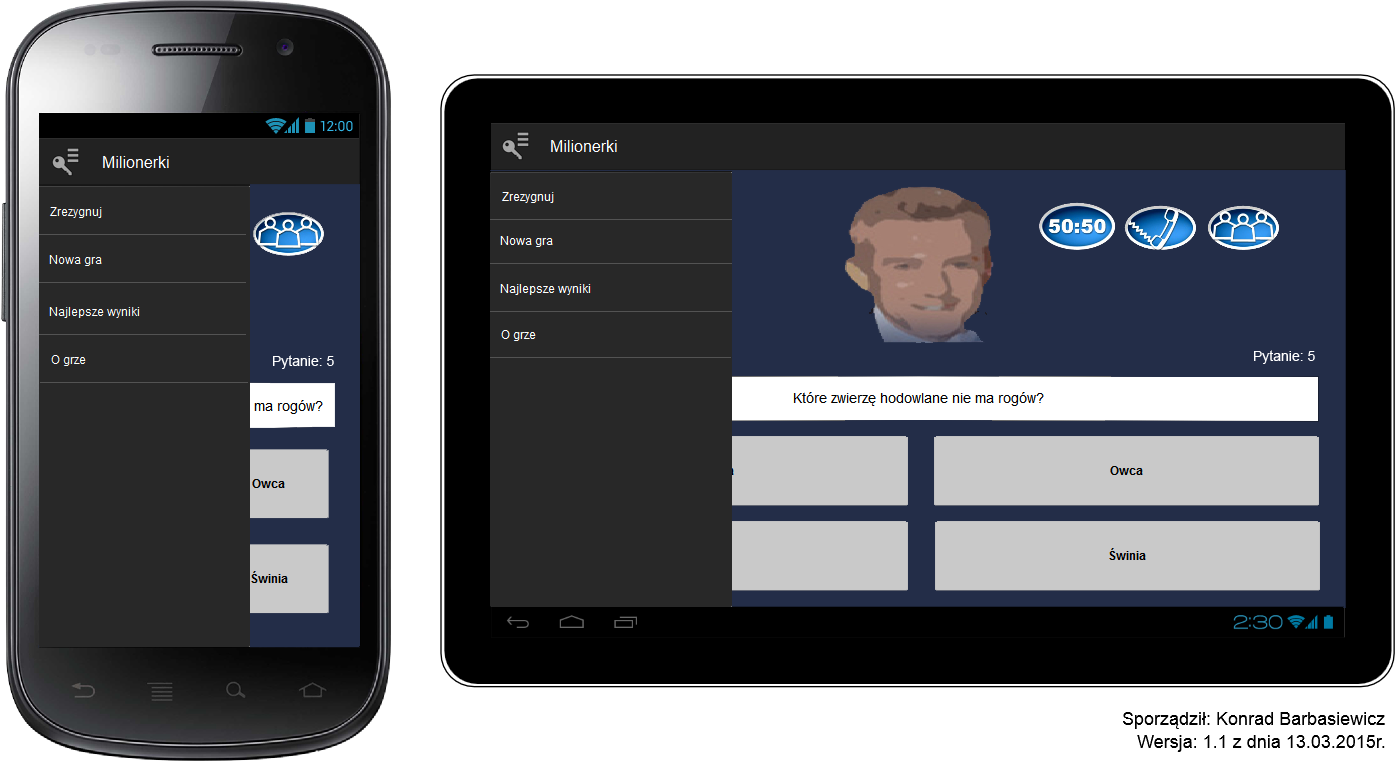 12:00
Milionerki
Zrezygnuj
Nowa gra
Najlepsze wyniki
O grze
Pytanie: 5
ma rogów?
Owca
Świnia
Milionerki
Zrezygnuj
Nowa gra
Najlepsze wyniki
O grze
50:50
Pytanie: 5
Które zwierzę hodowlane nie ma rogów?
Owca
Świnia
2:30
Sporządził: Konrad Barbasiewicz
Wersja: 1.1 z dnia 13.03.2015r.